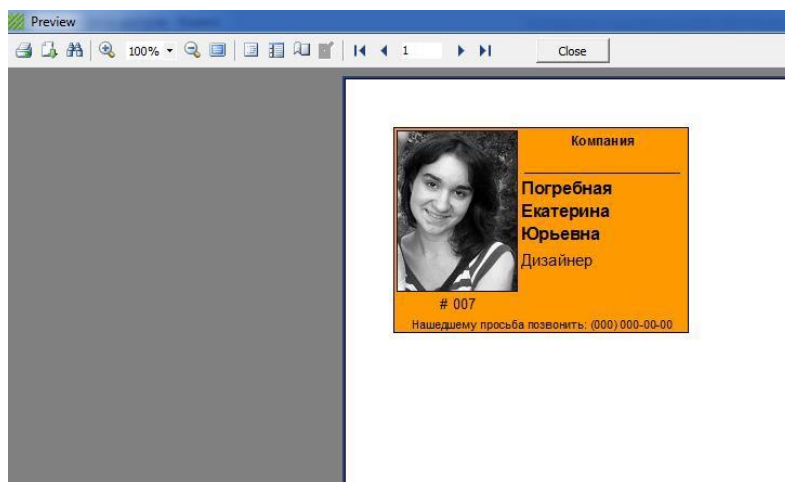 Preview
100%
1
Close
Компания
Погребная
Екатерина
Юрьевна
Дизайнер
# 007
Нашедшему просьба позвонить: (000) 000-00-00